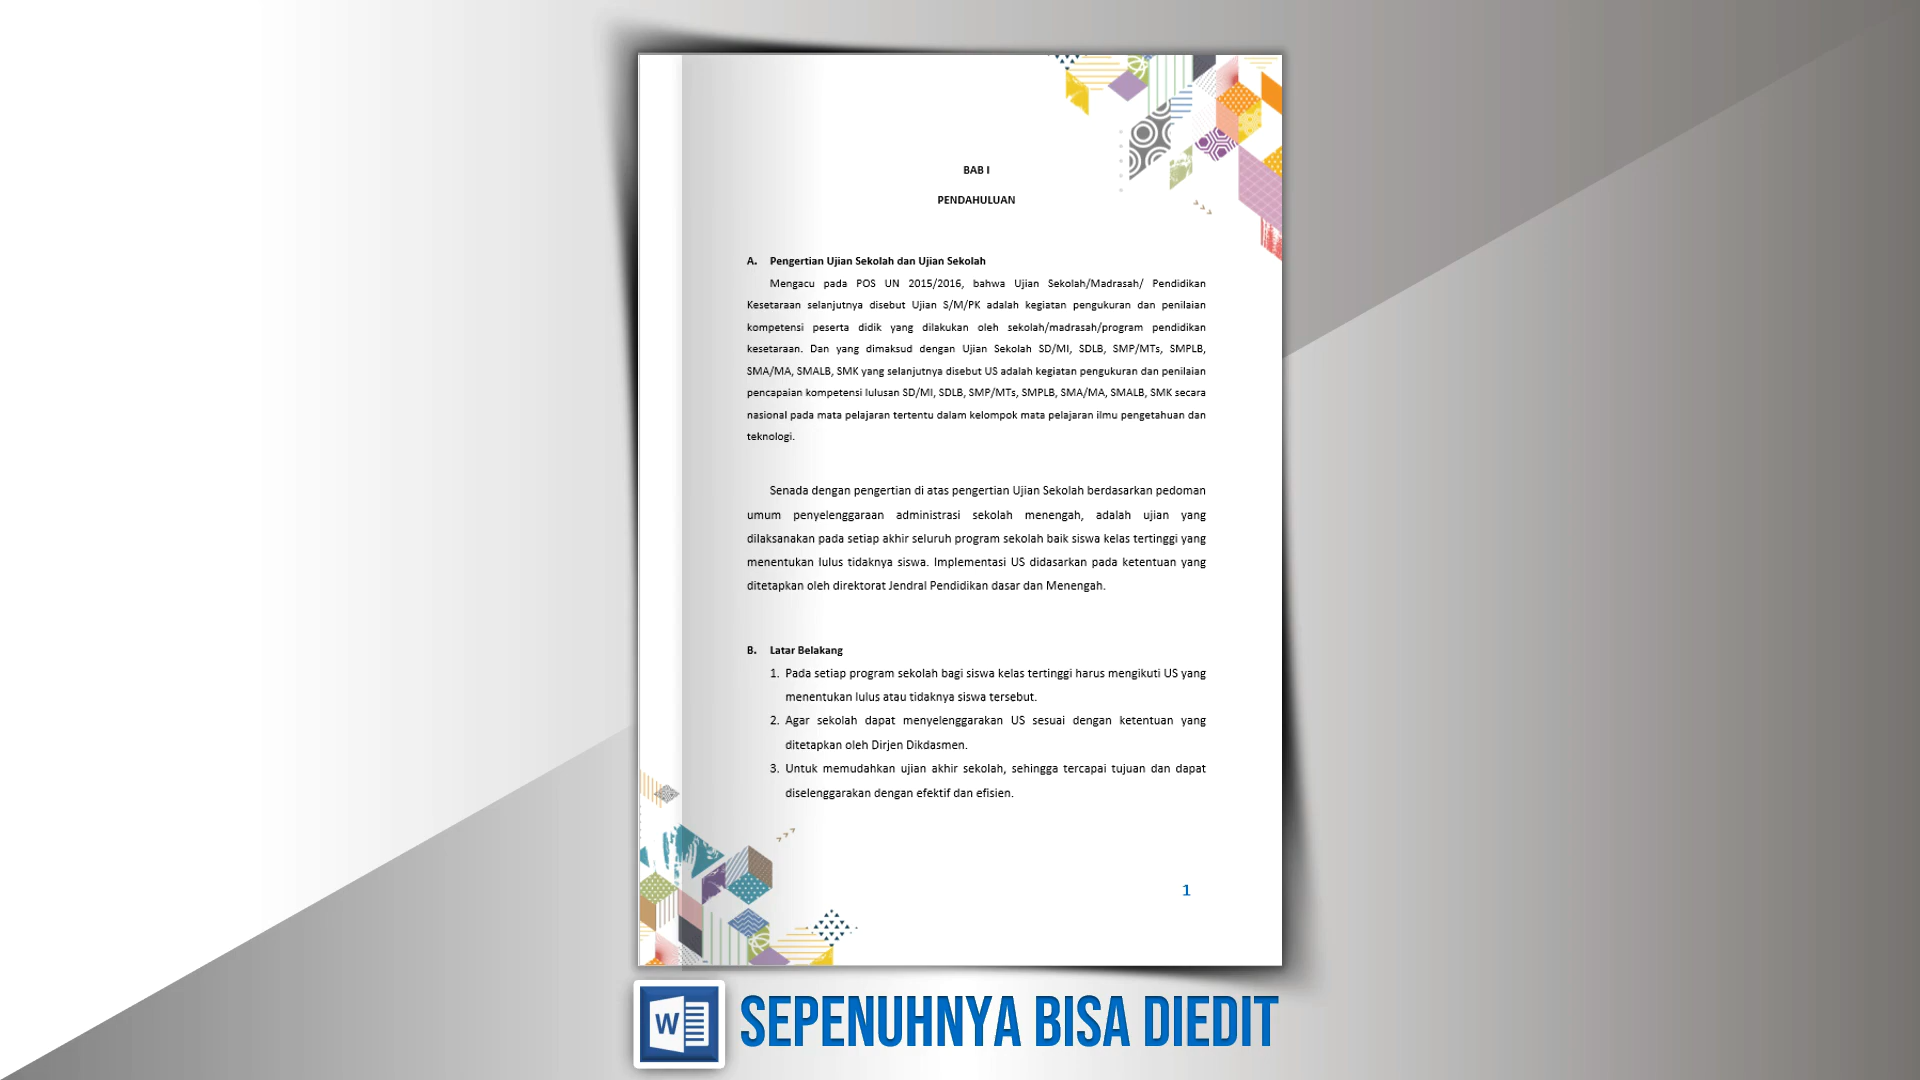 BAB I
PENDAHULUAN
A. Pengertian Ujian Sekolah dan Ujian Sekolah
Mengacu pada POS UN 2015/2016, bahwa Ujian Sekolah/Madrasah/ Pendidikan
Kesetaraan selanjutnya disebut Ujian S/M/PK adalah kegiatan pengukuran dan penilaian
kompetensi peserta didik yang dilakukan oleh sekolah/madrasah/program pendidikan
kesetaraan. Dan yang dimaksud dengan Ujian Sekolah SD/MI, SDLB, SMP/MTs, SMPLB,
SMA/MA, SMALB, SMK yang selanjutnya disebut US adalah kegiatan pengukuran dan penilaian
pencapaian kompetensi lulusan SD/MI, SDLB, SMP/MTs, SMPLB, SMA/MA, SMALB, SMK secara
nasional pada mata pelajaran tertentu dalam kelompok mata pelajaran ilmu pengetahuan dan
teknologi.
Senada dengan pengertian di atas pengertian Ujian Sekolah berdasarkan pedoman
umum penyelenggaraan administrasi sekolah menengah, adalah ujian yang
dilaksanakan pada setiap akhir seluruh program sekolah baik siswa kelas tertinggi yang
menentukan lulus tidaknya siswa. Implementasi US didasarkan pada ketentuan yang
ditetapkan oleh direktorat Jendral Pendidikan dasar dan Menengah.
B. Latar Belakang
1. Pada setiap program sekolah bagi siswa kelas tertinggi harus mengikuti US yang
menentukan lulus atau tidaknya siswa tersebut.
2. Agar sekolah dapat menyelenggarakan US sesuai dengan ketentuan yang
ditetapkan oleh Dirjen Dikdasmen.
3. Untuk memudahkan ujian akhir sekolah, sehingga tercapai tujuan dan dapat
diselenggarakan dengan efektif dan efisien.
1
W
SEPENUHNYA BISA DIEDIT